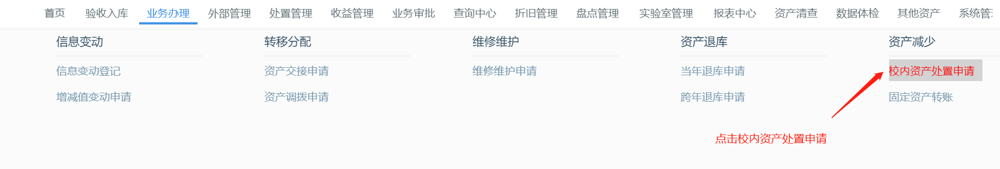 首页 验收入库 业务办理 外部管理 处置管理 收益管理 业务审批 查询中心 折旧管理 盘点管理 实验室管理 报表中心 资产清查 数据体检 其他资产 系统管
信息变动 转移分配 维修维护 资产退库 资产减少
信息变动登记 资产交接申请 维修维护申请 当年退库申请 校内资产处置申请
增减值变动申请 资产调拨申请 跨年退库申请 固定资产转账
点击校内资产处置申请